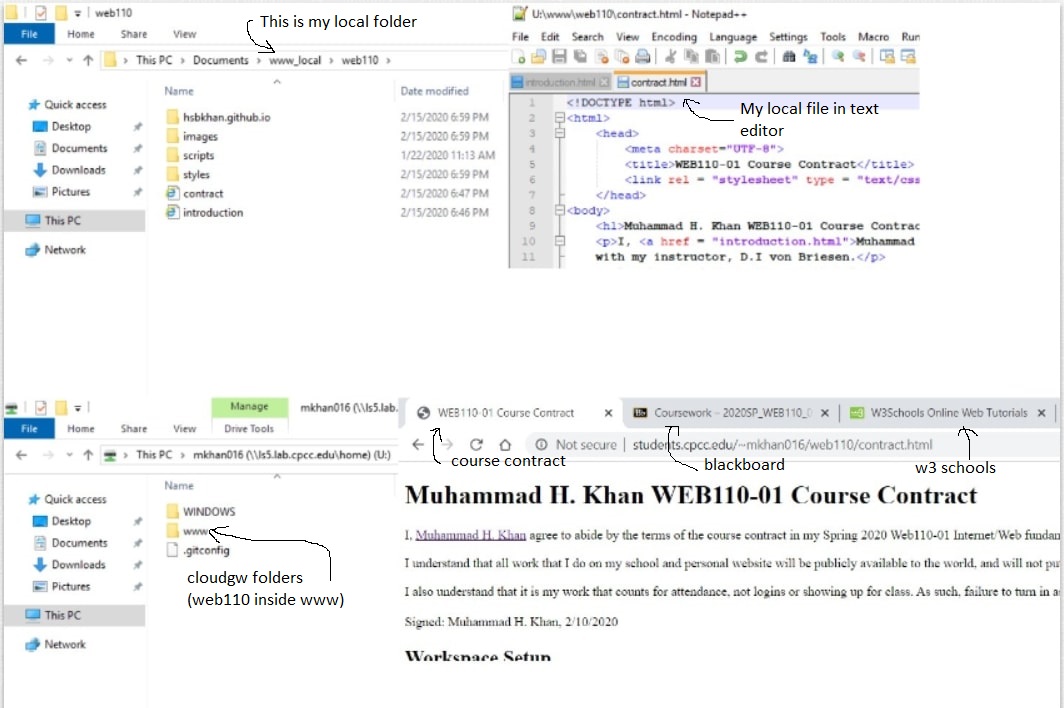 web110
This is my local folder
File Home Share View
This PC › Documents › www_local › web110 ›
Name Date modified
Quick access
Desktop
Documents
Downloads
Pictures
This PC
Network
hsbkhan.github.io 2/15/2020 6:59 PM
images 2/15/2020 6:59 PM
scripts 1/22/2020 11:13 AM
styles 2/15/2020 6:59 PM
contract 2/15/2020 6:47 PM
introduction 2/15/2020 6:46 PM
U:\www\web110\contract.html - Notepad++
File Edit Search View Encoding Language Settings Tools Macro Run
introduction.html contract.html
1 <!DOCTYPE html>
2 <html>
3 <head>
4 <meta charset="UTF-8">
5 <title>WEB110-01 Course Contract</title>
6 <link rel = "stylesheet" type = "text/css
7 </head>
8 <body>
9 <h1>Muhammad H. Khan WEB110-01 Course Contrac
10 <p>I, <a href = "introduction.html">Muhammad
11 with my instructor, D.I von Briesen.</p>
My local file in text
editor
Manage mkhan016 (\\ls5.lab.
File Home Share View Drive Tools
This PC › mkhan016 (\\ls5.lab.cpcc.edu\home) (U:)
Name
Quick access
Desktop
Documents
Downloads
Pictures
This PC
Network
WINDOWS
www
.gitconfig
cloudgw folders
(web110 inside www)
WEB110-01 Course Contract
Coursework – 2020SP_WEB110_0
W3Schools Online Web Tutorials
Not secure | students.cpcc.edu/~mkhan016/web110/contract.html
course contract
blackboard
w3 schools
Muhammad H. Khan WEB110-01 Course Contract
I, Muhammad H. Khan agree to abide by the terms of the course contract in my Spring 2020 Web110-01 Internet/Web fundan
I understand that all work that I do on my school and personal website will be publicly available to the world, and will not pu
I also understand that it is my work that counts for attendance, not logins or showing up for class. As such, failure to turn in a
Signed: Muhammad H. Khan, 2/10/2020
Workspace Setup